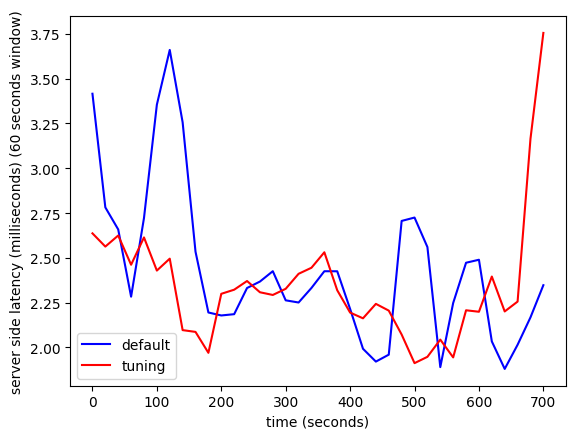 server side latency (milliseconds) (60 seconds window)
3.75
3.50
3.25
3.00
2.75
2.50
2.25
2.00
default
tuning
0 100 200 300 400 500 600 700
time (seconds)